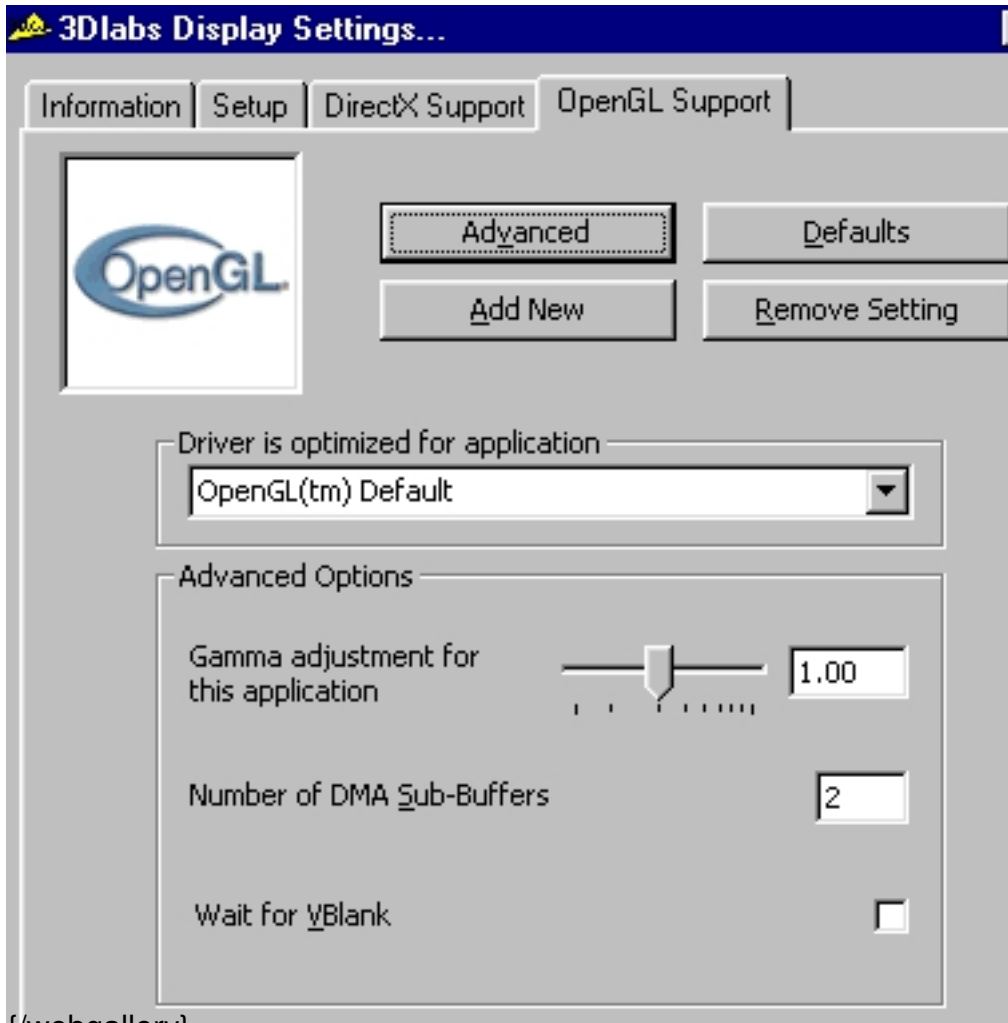 3Dlabs Display Settings...
Information Setup DirectX Support OpenGL Support
OpenGL.
Advanced Defaults
Add New Remove Setting
Driver is optimized for application
OpenGL(tm) Default
Advanced Options
Gamma adjustment for
this application
1.00
Number of DMA Sub-Buffers
2
Wait for VBlank
{/webgallery}